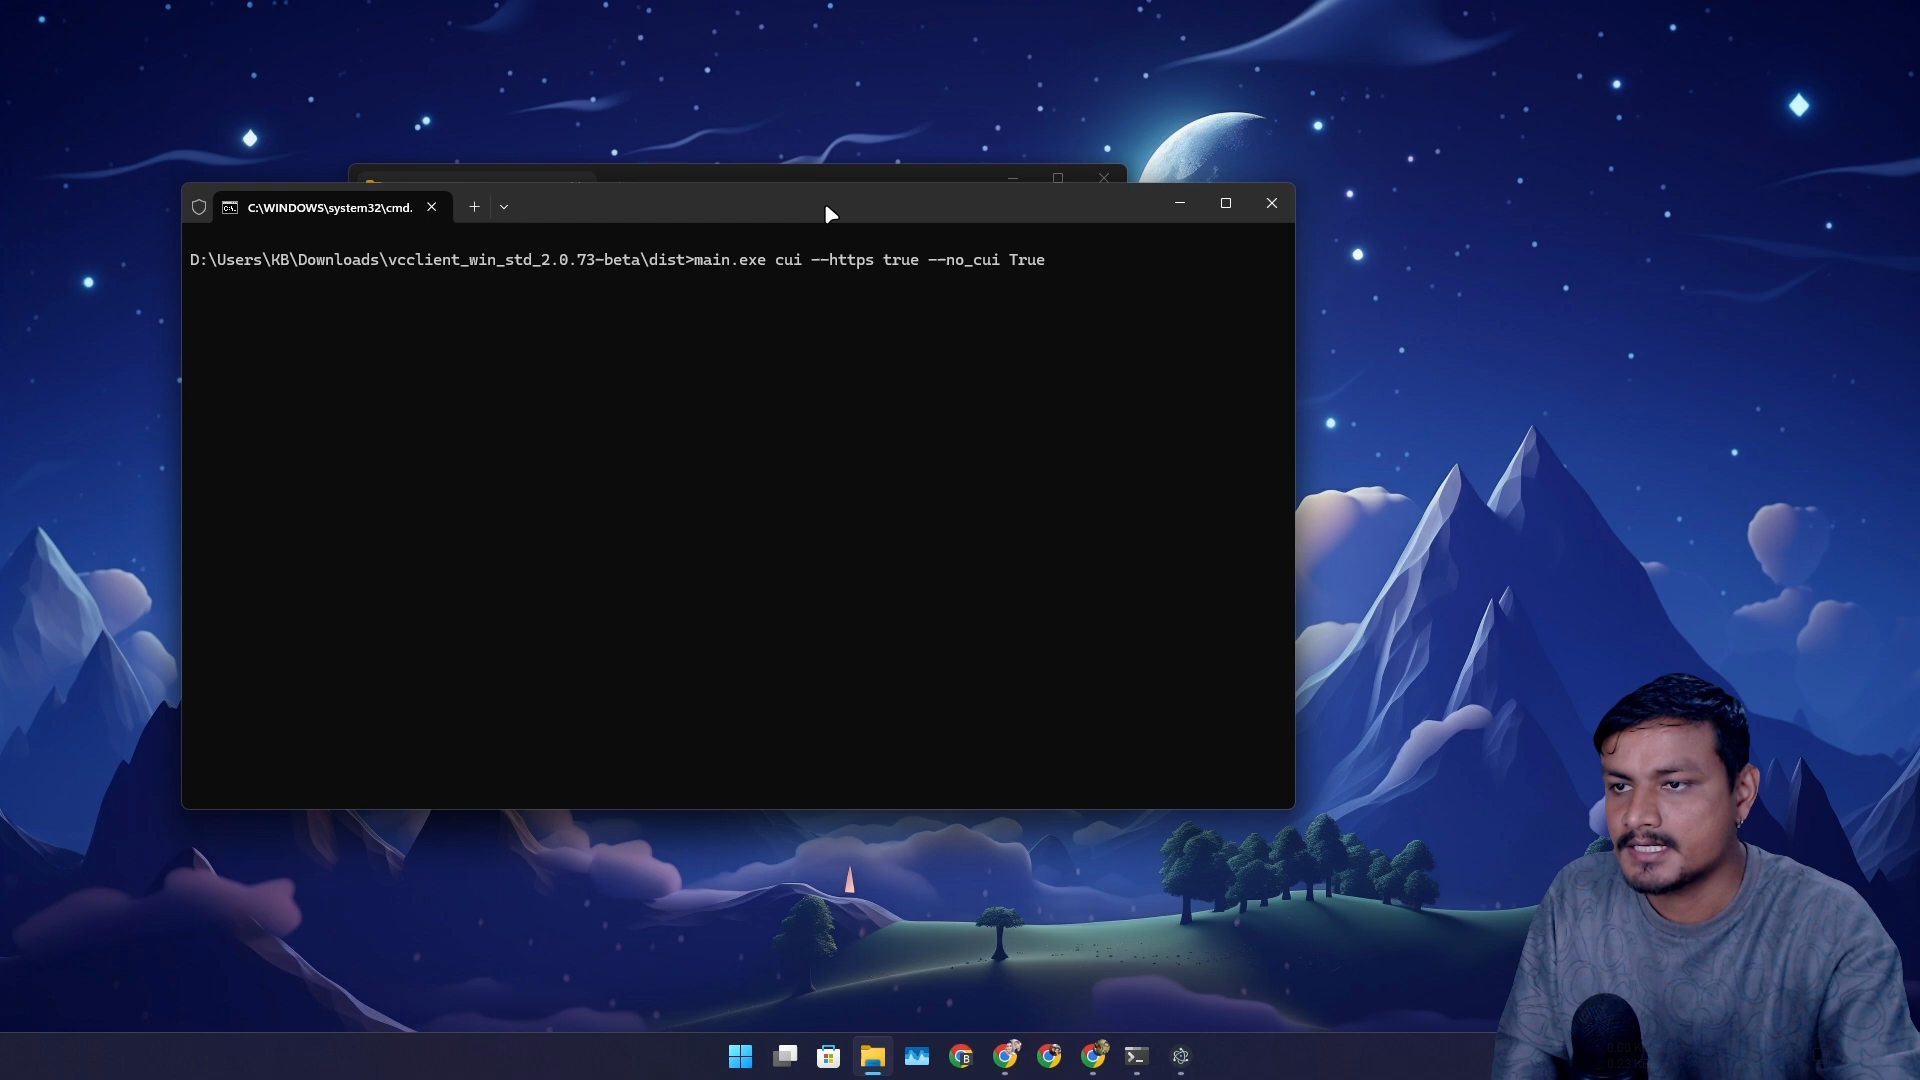 C:\WINDOWS\system32\cmd.
D:\Users\KB\Downloads\vcclient_win_std_2.0.73-beta\dist>main.exe cui --https true --no_cui True